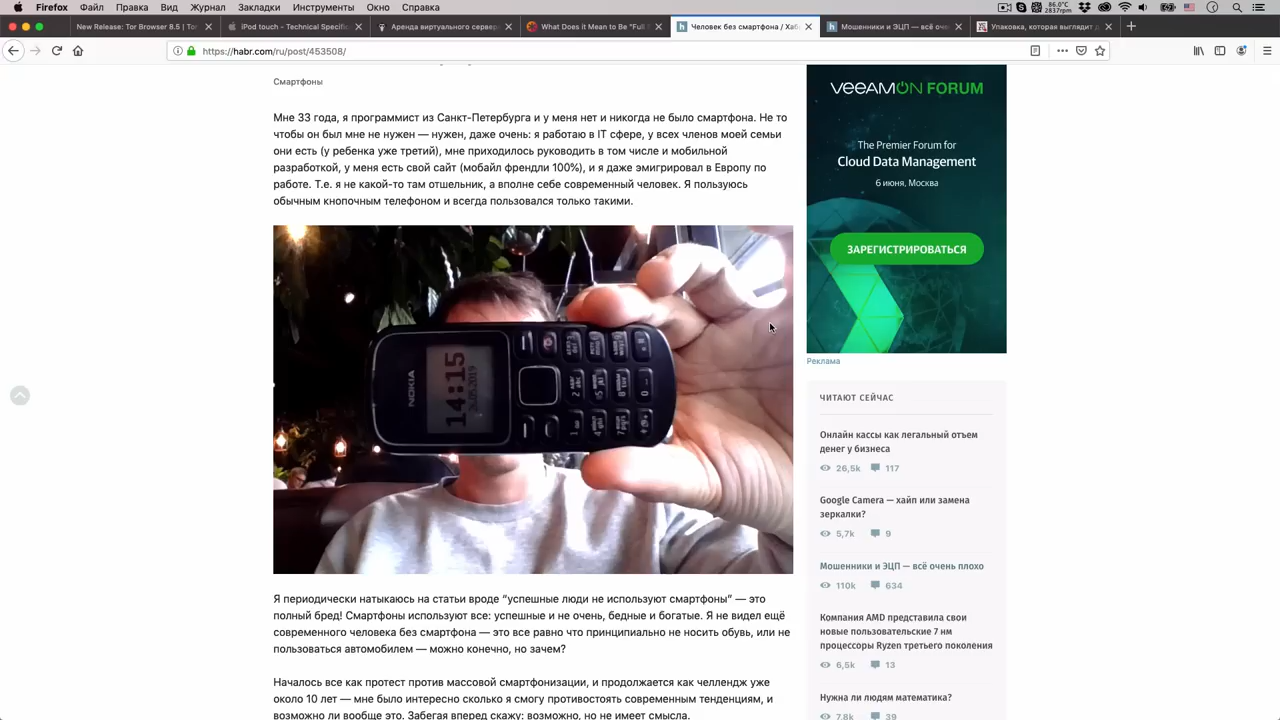 Firefox Файл Правка Вид Журнал Закладки Инструменты Окно Справка
86.0°C
2837rpm
New Release: Tor Browser 8.5 | Tor
iPod touch - Technical Specific
Аренда виртуального сервера
What Does it Mean to Be "Full
Человек без смартфона / Хаб
Мошенники и ЭЦП — всё очень
Упаковка, которая выглядит д
https://habr.com/ru/post/453508/
Смартфоны
Мне 33 года, я программист из Санкт-Петербурга и у меня нет и никогда не было смартфона. Не то
чтобы он был мне не нужен — нужен, даже очень: я работаю в IT сфере, у всех членов моей семьи
они есть (у ребенка уже третий), мне приходилось руководить в том числе и мобильной
разработкой, у меня есть свой сайт (мобайл френдли 100%), и я даже эмигрировал в Европу по
работе. Т.е. я не какой-то там отшельник, а вполне себе современный человек. Я пользуюсь
обычным кнопочным телефоном и всегда пользовался только такими.
NOKIA
14:15
24.05.2019
Я периодически натыкаюсь на статьи вроде “успешные люди не используют смартфоны” — это
полный бред! Смартфоны используют все: успешные и не очень, бедные и богатые. Я не видел ещё
современного человека без смартфона — это все равно что принципиально не носить обувь, или не
пользоваться автомобилем — можно конечно, но зачем?
Началось все как протест против массовой смартфонизации, и продолжается как челлендж уже
около 10 лет — мне было интересно сколько я смогу противостоять современным тенденциям, и
возможно ли вообще это. Забегая вперед скажу: возможно, но не имеет смысла.
VEEAMON FORUM
The Premier Forum for
Cloud Data Management
6 июня, Москва
ЗАРЕГИСТРИРОВАТЬСЯ
Реклама
ЧИТАЮТ СЕЙЧАС
Онлайн кассы как легальный отъем
денег у бизнеса
26,5k 117
Google Camera — хайп или замена
зеркалки?
5,7k 9
Мошенники и ЭЦП — всё очень плохо
110k 634
Компания AMD представила свои
новые пользовательские 7 нм
процессоры Ryzen третьего поколения
6,5k 13
Нужна ли людям математика?
7,8k 39